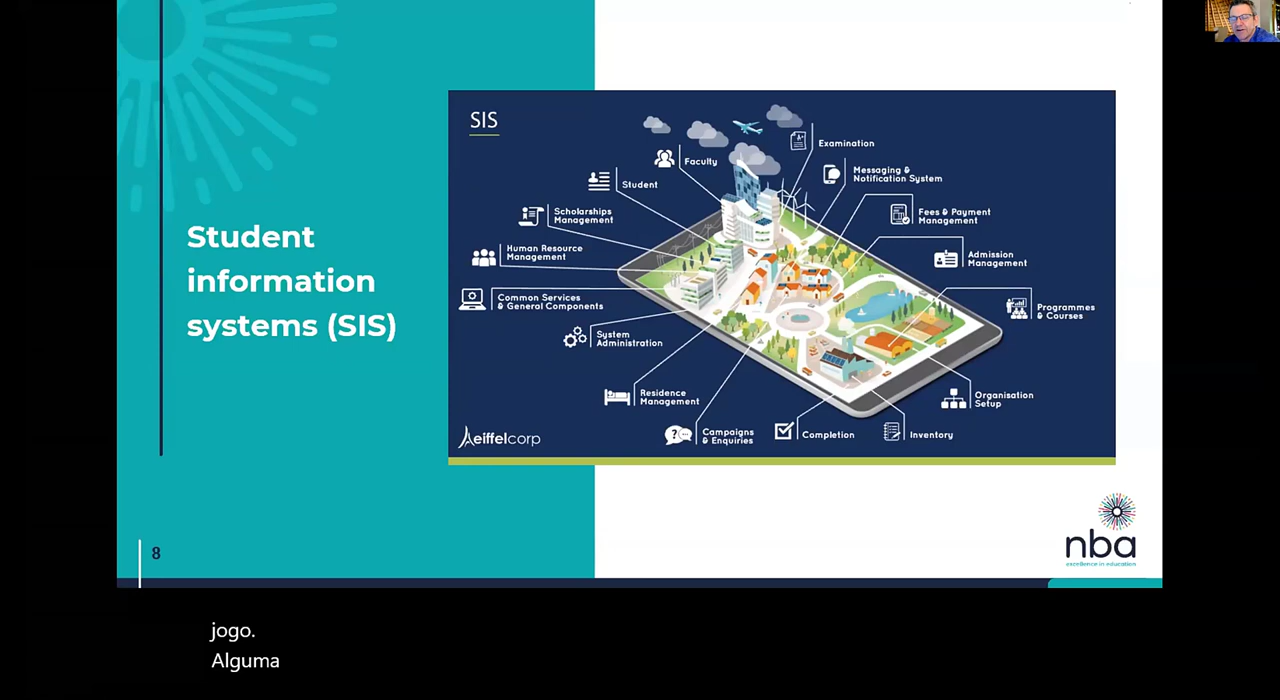 Student
information
systems (SIS)
8
SIS
Faculty
Student
Scholarships
Management
Human Resource
Management
Common Services
& General Components
System
Administration
Residence
Management
Campaigns
& Enquiries
Completion
Inventory
Organisation
Setup
Programmes
& Courses
Admission
Management
Fees & Payment
Management
Messaging &
Notification System
Examination
eiffelcorp
nba
excellence in education
jogo.
Alguma